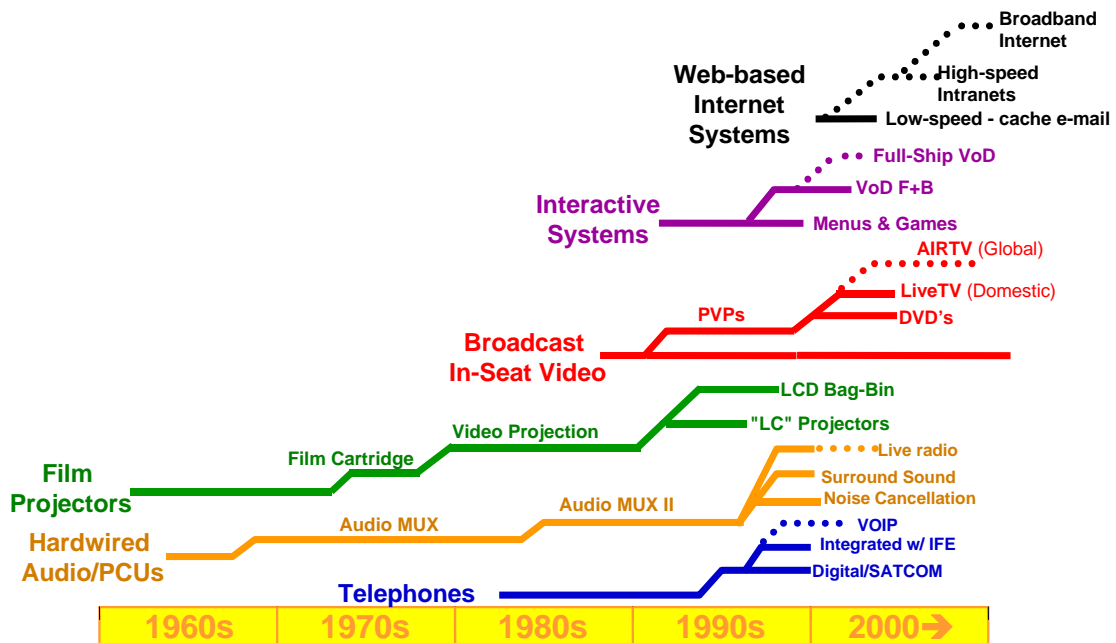 Broadband
Internet
Web-based
Internet
Systems
High-speed
Intranets
Low-speed - cache e-mail
Full-Ship VoD
VoD F+B
Interactive
Systems
Menus & Games
AIRTV (Global)
LiveTV (Domestic)
PVPs
DVD's
Broadcast
In-Seat Video
LCD Bag-Bin
"LC" Projectors
Video Projection
Film Cartridge
Film
Projectors
Live radio
Surround Sound
Noise Cancellation
Audio MUX II
Audio MUX
Hardwired
Audio/PCUs
VOIP
Integrated w/ IFE
Digital/SATCOM
Telephones
1960s 1970s 1980s 1990s 2000→